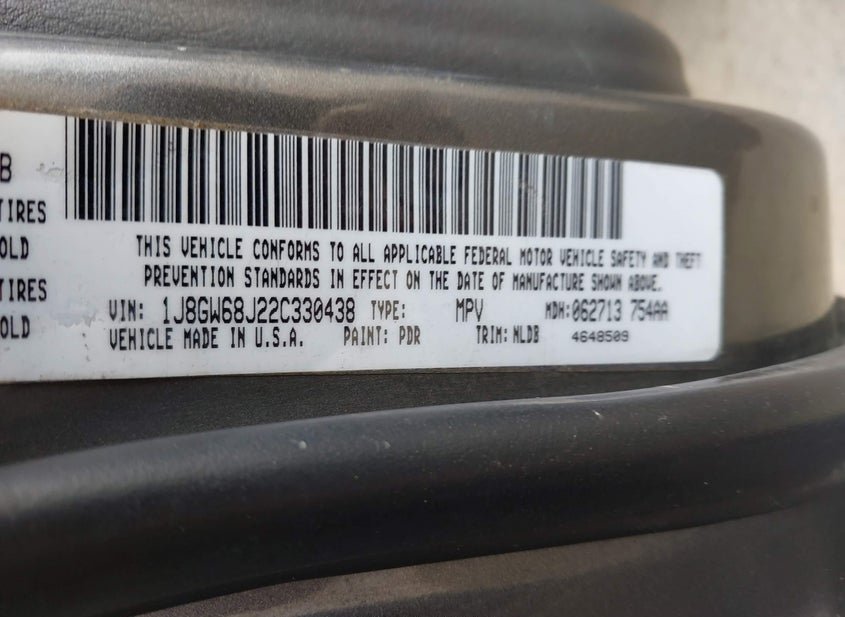 B
TIRES
OLD
TIRES
OLD
THIS VEHICLE CONFORMS TO ALL APPLICABLE FEDERAL MOTOR VEHICLE SAFETY AND THEFT
PREVENTION STANDARDS IN EFFECT ON THE DATE OF MANUFACTURE SHOWN ABOVE.
VIN: 1J8GW68J22C330438 TYPE: MPV MDH:062713 754AA
VEHICLE MADE IN U.S.A. PAINT: PDR TRIM: NLDB 4648509